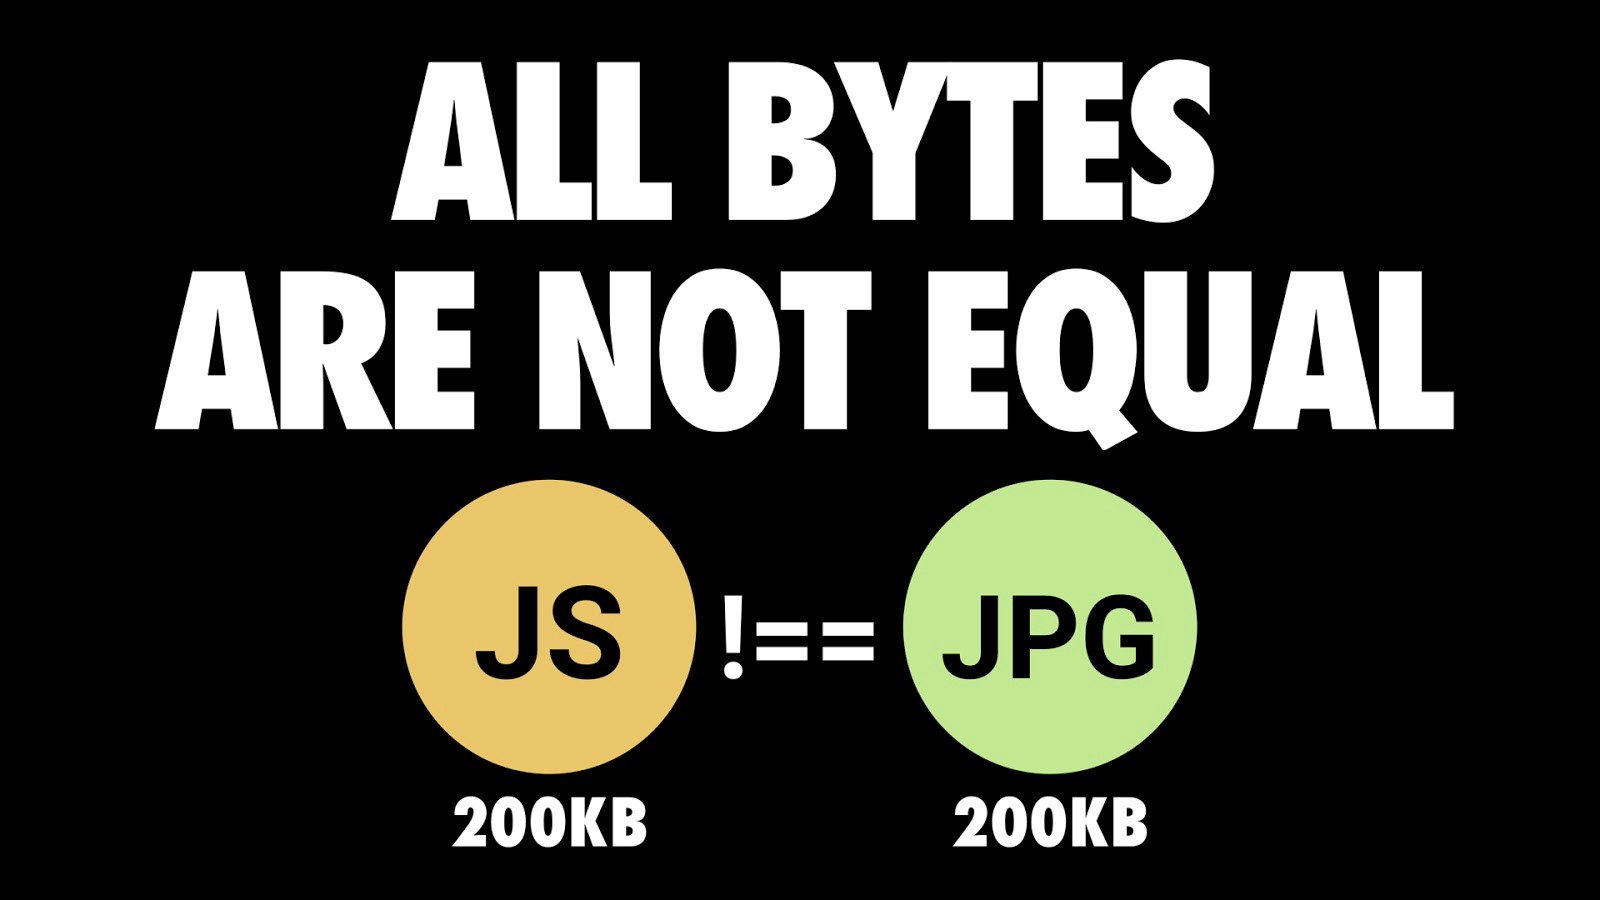 ALL BYTES
ARE NOT EQUAL
JS !== JPG
200KB 200KB